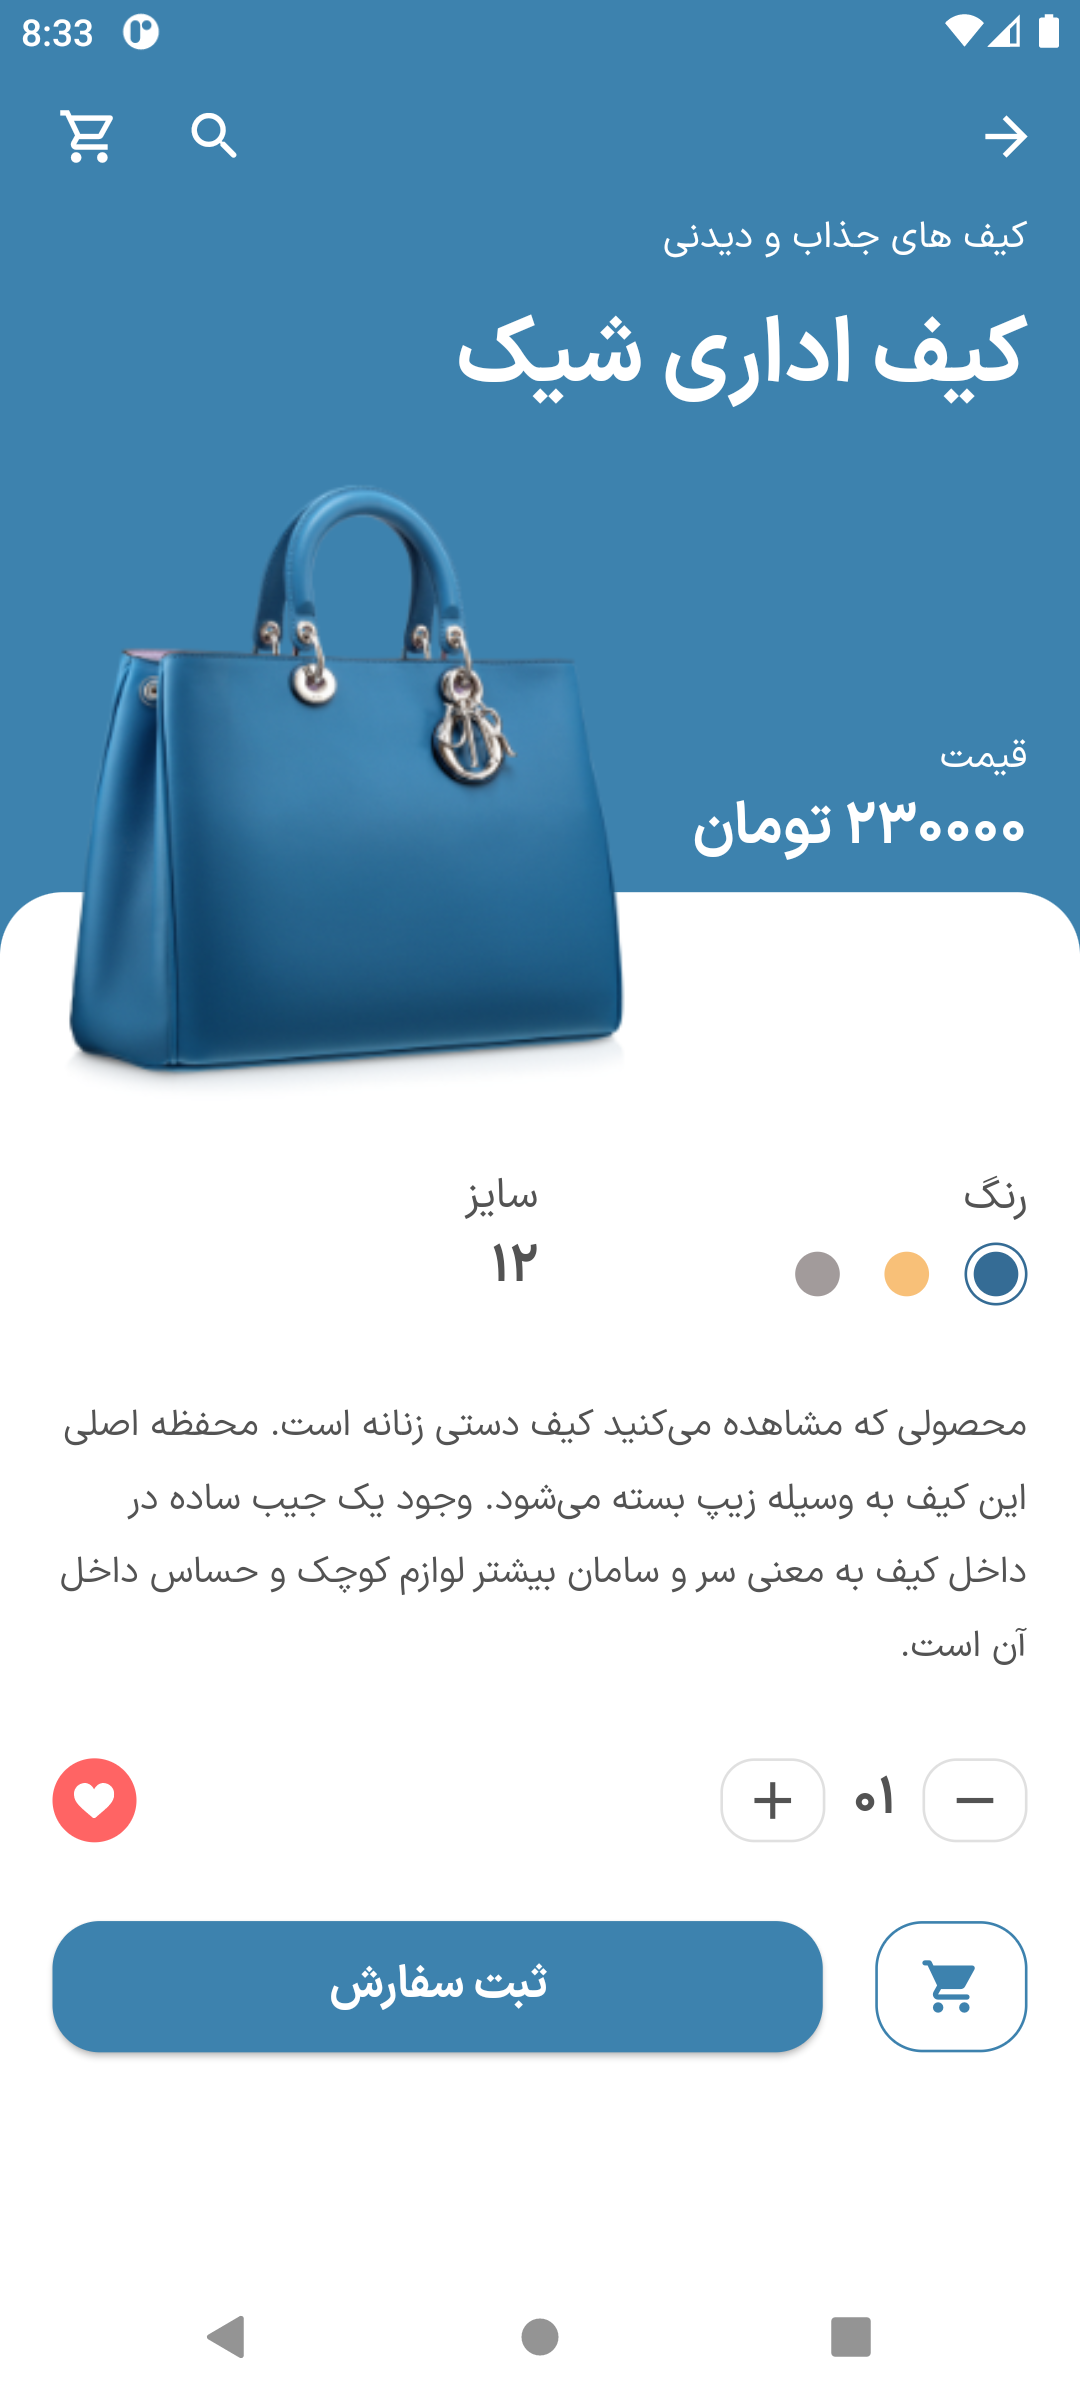 8:33
کیف های جذاب و دیدنی
کیف اداری شیک
قیمت
۲۳۰۰۰۰ تومان
رنگ
سایز
۱۲
محصولی که مشاهده می‌کنید کیف دستی زنانه است. محفظه اصلی
این کیف به وسیله زیپ بسته می‌شود. وجود یک جیب ساده در
داخل کیف به معنی سر و سامان بیشتر لوازم کوچک و حساس داخل
آن است.
۰۱
ثبت سفارش